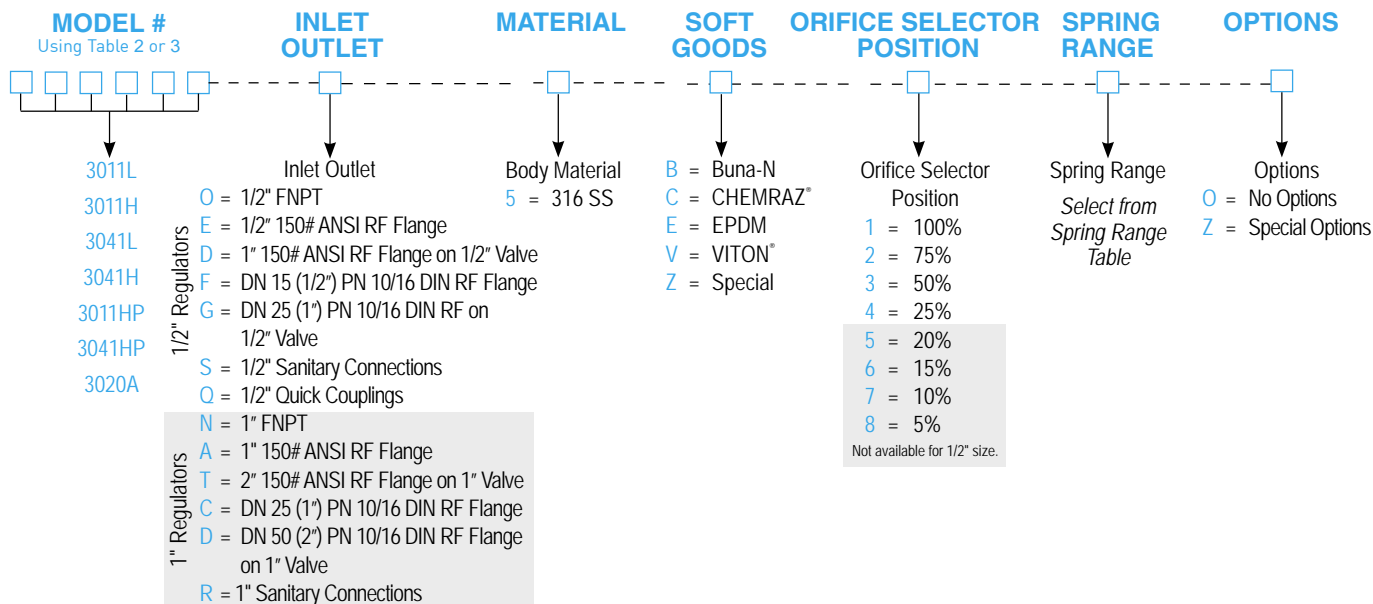 MODEL #
Using Table 2 or 3
3011L
3011H
3041L
3041H
3011HP
3041HP
3020A
INLET
OUTLET
Inlet Outlet
1/2" Regulators
O = 1/2" FNPT
E = 1/2" 150# ANSI RF Flange
D = 1" 150# ANSI RF Flange on 1/2" Valve
F = DN 15 (1/2") PN 10/16 DIN RF Flange
G = DN 25 (1") PN 10/16 DIN RF on
1/2" Valve
S = 1/2" Sanitary Connections
Q = 1/2" Quick Couplings
1" Regulators
N = 1" FNPT
A = 1" 150# ANSI RF Flange
T = 2" 150# ANSI RF Flange on 1" Valve
C = DN 25 (1") PN 10/16 DIN RF Flange
D = DN 50 (2") PN 10/16 DIN RF Flange
on 1" Valve
R = 1" Sanitary Connections
MATERIAL
Body Material
5 = 316 SS
SOFT
GOODS
B = Buna-N
C = CHEMRAZ®
E = EPDM
V = VITON®
Z = Special
ORIFICE SELECTOR
POSITION
Orifice Selector
Position
1 = 100%
2 = 75%
3 = 50%
4 = 25%
5 = 20%
6 = 15%
7 = 10%
8 = 5%
Not available for 1/2" size.
SPRING
RANGE
Spring Range
Select from
Spring Range
Table
OPTIONS
Options
O = No Options
Z = Special Options